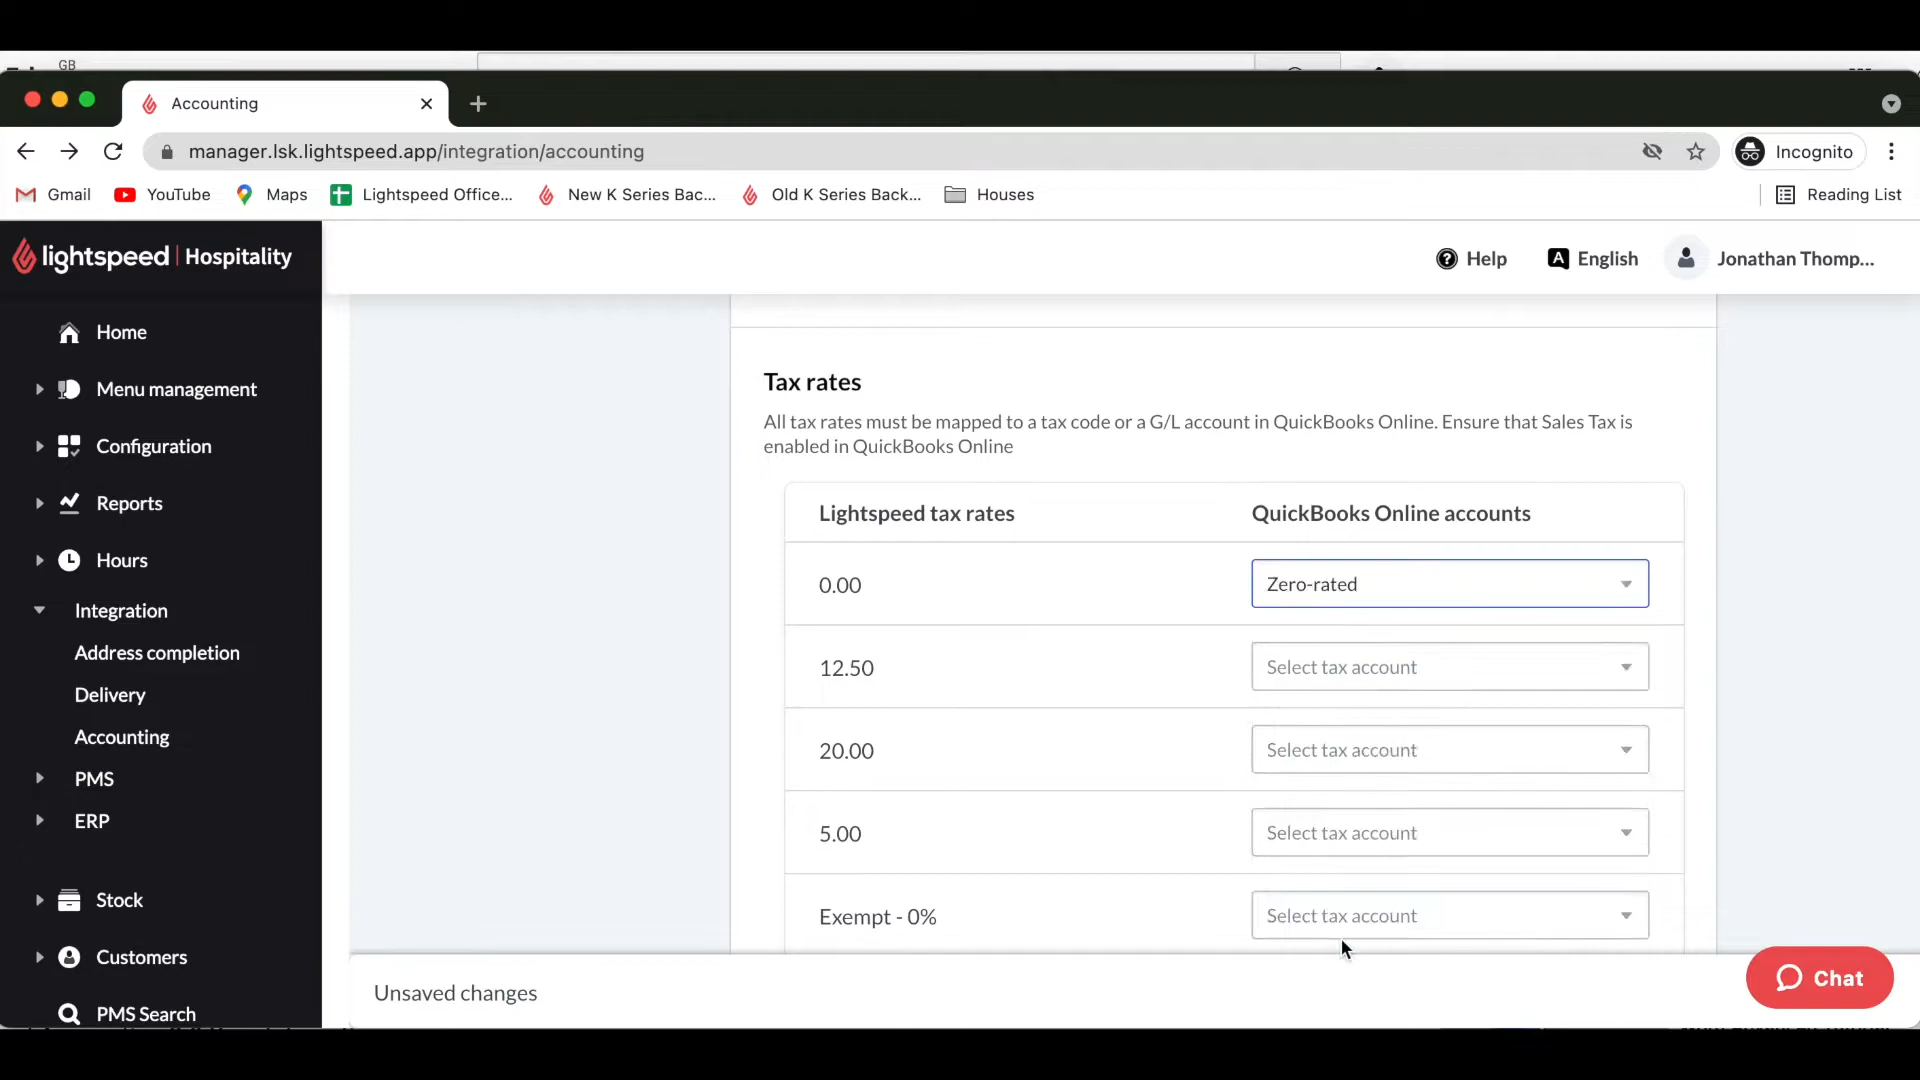 GB
Accounting
manager.lsk.lightspeed.app/integration/accounting
Incognito
Gmail
YouTube
Maps
Lightspeed Office...
New K Series Bac...
Old K Series Back...
Houses
Reading List
lightspeed | Hospitality
Help
A English
Jonathan Thomp...
Home
Menu management
Configuration
Reports
Hours
Integration
Address completion
Delivery
Accounting
PMS
ERP
Stock
Customers
PMS Search
Tax rates
All tax rates must be mapped to a tax code or a G/L account in QuickBooks Online. Ensure that Sales Tax is
enabled in QuickBooks Online
Lightspeed tax rates
QuickBooks Online accounts
0.00
Zero-rated
12.50
Select tax account
20.00
Select tax account
5.00
Select tax account
Exempt - 0%
Select tax account
Unsaved changes
Chat